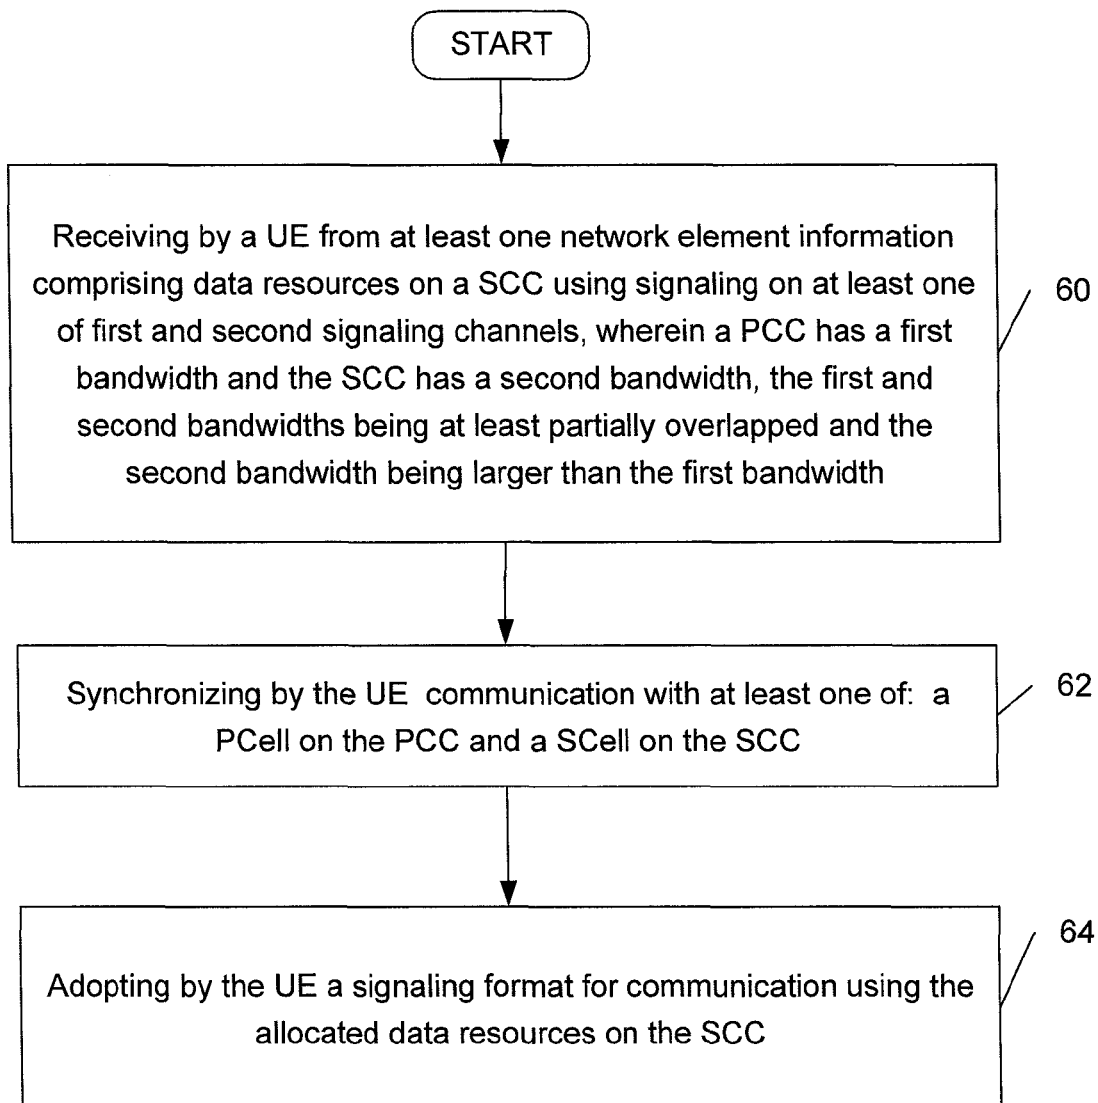 START
Receiving by a UE from at least one network element information
comprising data resources on a SCC using signaling on at least one
of first and second signaling channels, wherein a PCC has a first
bandwidth and the SCC has a second bandwidth, the first and
second bandwidths being at least partially overlapped and the
second bandwidth being larger than the first bandwidth
60
Synchronizing by the UE communication with at least one of: a
PCell on the PCC and a SCell on the SCC
62
Adopting by the UE a signaling format for communication using the
allocated data resources on the SCC
64